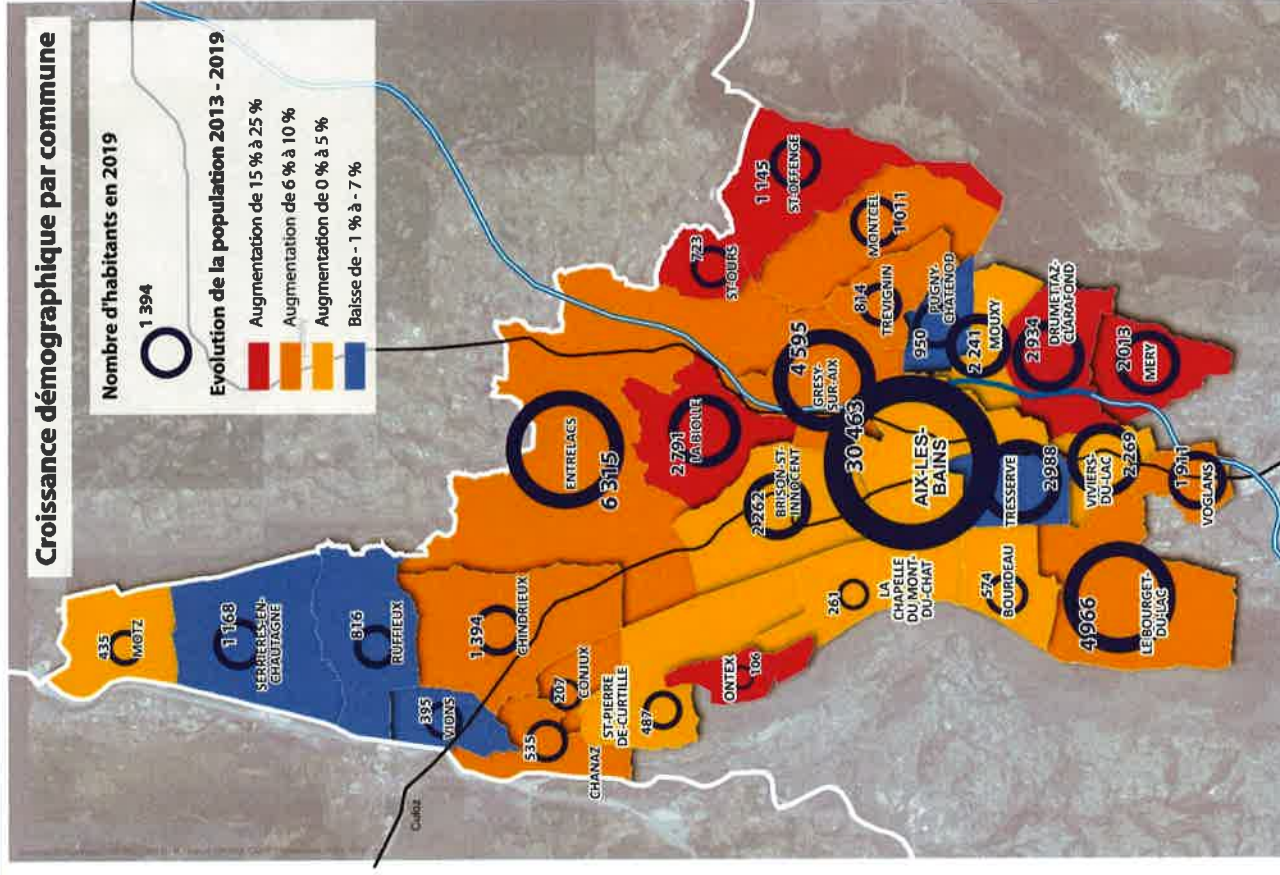 Croissance démographique par commune
Nombre d'habitants en 2019
1 394
Evolution de la population 2013 - 2019
Augmentation de 15 % à 25 %
Augmentation de 6 % à 10 %
Augmentation de 0 % à 5 %
Baisse de - 1 % à - 7 %
435
MOTZ
1 168
SERRIERES-EN-
CHAUTAGNE
816
RUFFIEUX
395
VIONS
Culoz
1 394
CHINDRIEUX
207
CONJUX
535
CHANAZ
ST-PIERRE
DE-CURTILLE
487
ONTEX
106
ENTRELACS
6 315
2 791
LA BIOLLE
723
ST-OURS
1 145
ST-OFFENGE
MONTCEL
1 011
814
TREVIGNIN
4 595
GRESY-
SUR-AIX
950
PUGNY-
CHATENOD
2 241
MOUXY
2 934
DRUMETTAZ-
CLARAFOND
2 013
MERY
2 262
BRISON-ST-
INNOCENT
30 463
AIX-LES-
BAINS
TRESSERVE
2 988
VIVIERS-
DU-LAC
2 269
1 911
VOGLANS
261
LA
CHAPELLE
DU MONT-
DU-CHAT
574
BOURDEAU
4 966
LE BOURGET-
DU-LAC